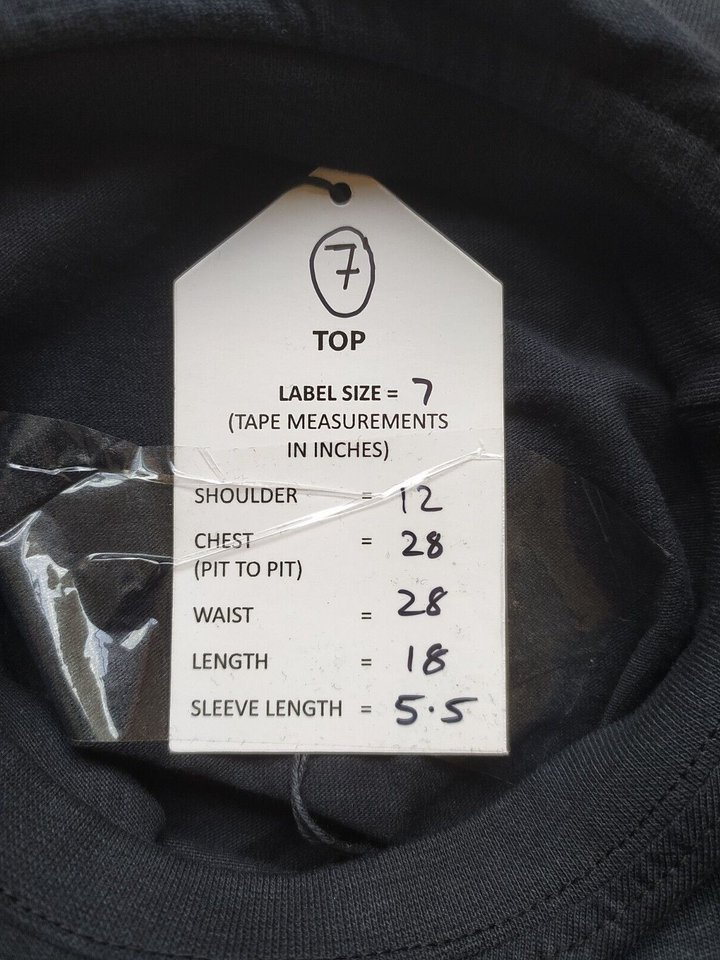 7
TOP
LABEL SIZE = 7
(TAPE MEASUREMENTS
IN INCHES)
SHOULDER = 12
CHEST = 28
(PIT TO PIT)
WAIST = 28
LENGTH = 18
SLEEVE LENGTH = 5.5